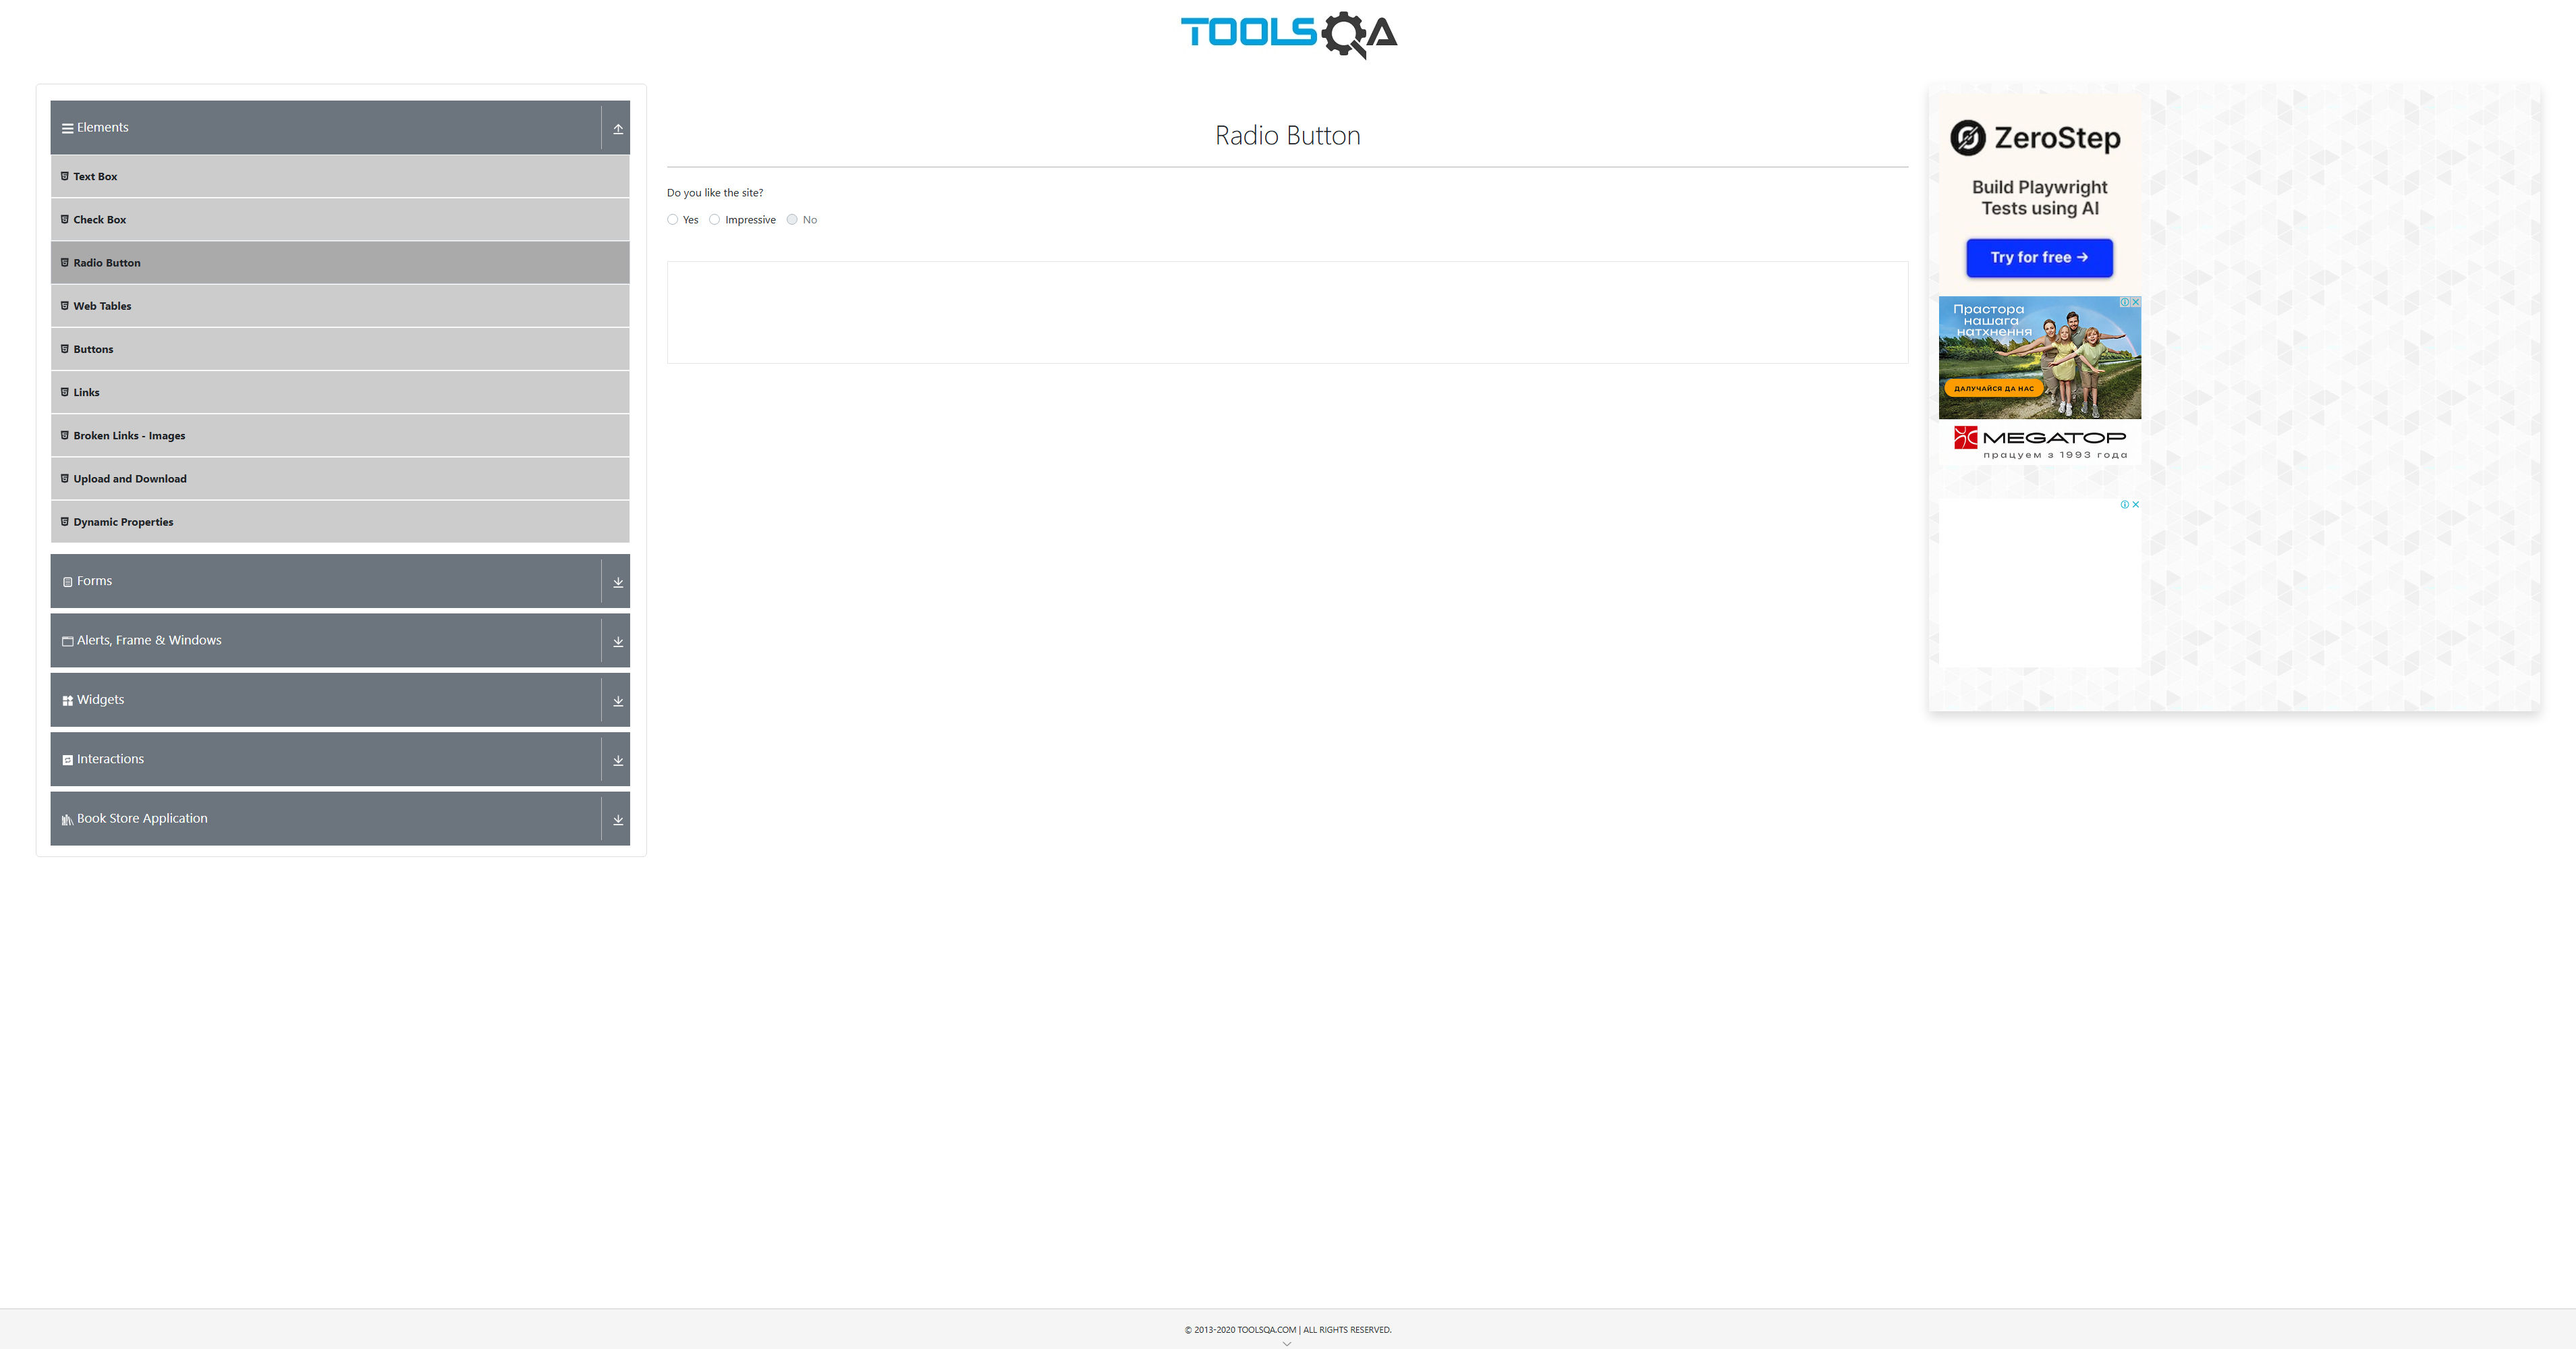 TOOLSQA
Elements
Text Box
Check Box
Radio Button
Web Tables
Buttons
Links
Broken Links - Images
Upload and Download
Dynamic Properties
Forms
Alerts, Frame & Windows
Widgets
Interactions
Book Store Application
Radio Button
Do you like the site?
Yes Impressive No
ZeroStep
Build Playwright
Tests using AI
Try for free →
Прастора
нашага
натхнення
ДАЛУЧАЙСЯ ДА НАС
MEGATOP
працуем з 1993 года
© 2013-2020 TOOLSQA.COM | ALL RIGHTS RESERVED.